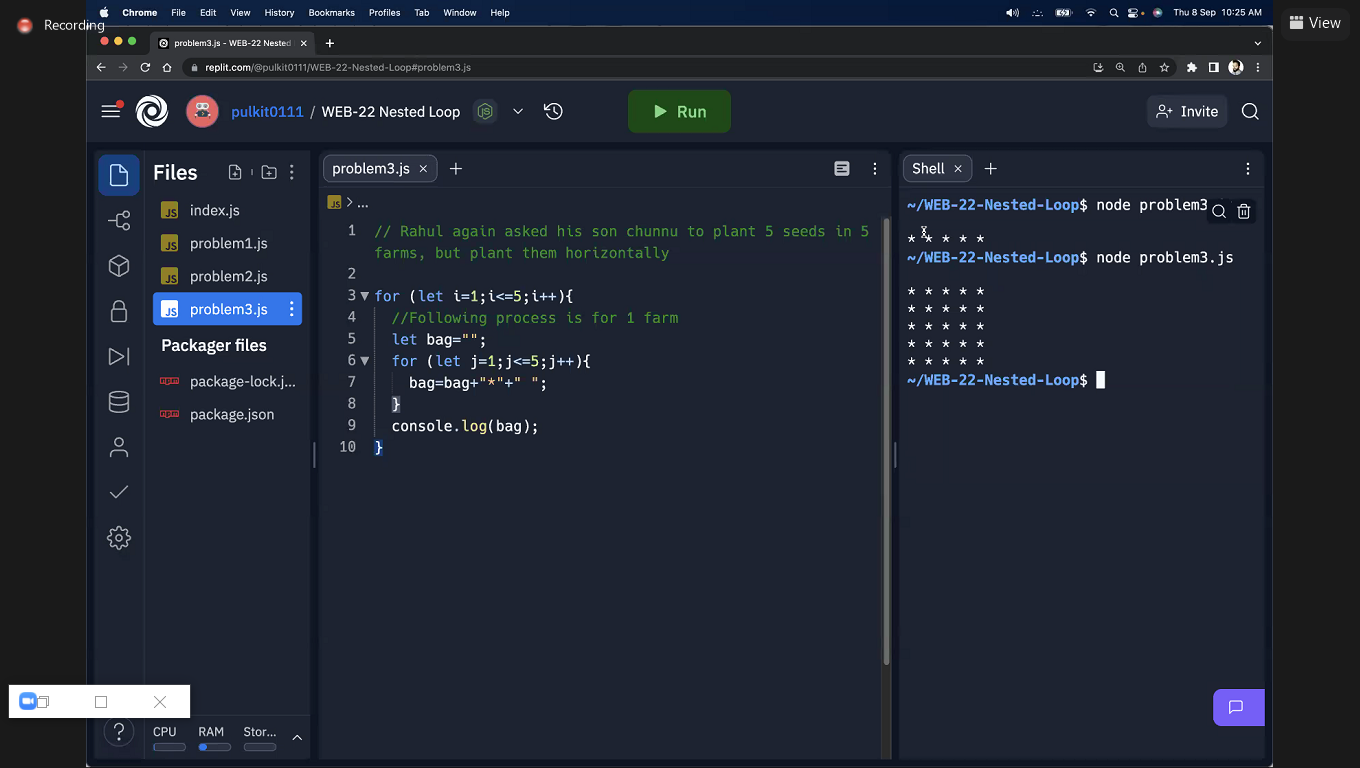 Chrome File Edit View History Bookmarks Profiles Tab Window Help Thu 8 Sep 10:25 AM
Recording
View
problem3.js - WEB-22 Nested
replit.com/@pulkit0111/WEB-22-Nested-Loop#problem3.js
pulkit0111 / WEB-22 Nested Loop
Run
Invite
Files
index.js
problem1.js
problem2.js
problem3.js
Packager files
package-lock.j...
package.json
CPU RAM Stor...
problem3.js
JS > ...
1 // Rahul again asked his son chunnu to plant 5 seeds in 5
farms, but plant them horizontally
2
3 for (let i=1;i<=5;i++){
4 //Following process is for 1 farm
5 let bag="";
6 for (let j=1;j<=5;j++){
7 bag=bag+"*"+" ";
8 }
9 console.log(bag);
10 }
Shell
~/WEB-22-Nested-Loop$ node problem3
* * * * *
~/WEB-22-Nested-Loop$ node problem3.js
* * * * *
* * * * *
* * * * *
* * * * *
* * * * *
~/WEB-22-Nested-Loop$